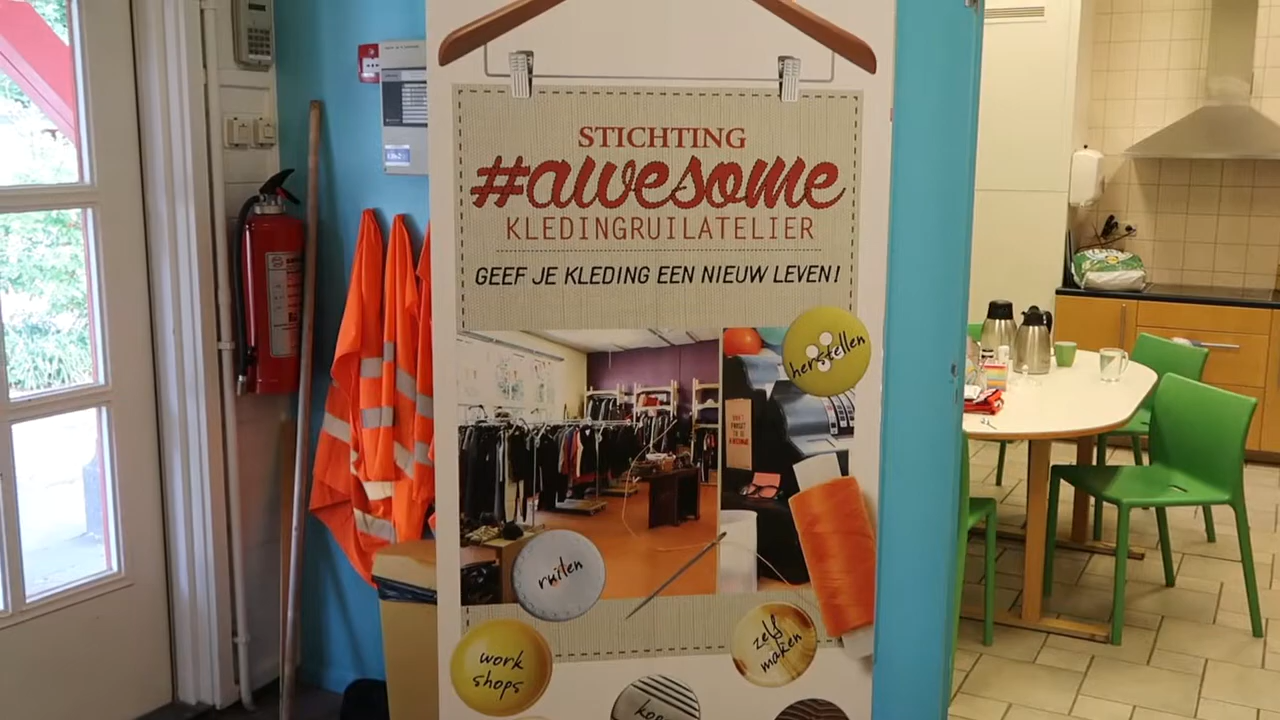 STICHTING
#awesome
KLEDINGRUILATELIER
GEEF JE KLEDING EEN NIEUW LEVEN!
herstellen
ruilen
zelf
maken
work
shops